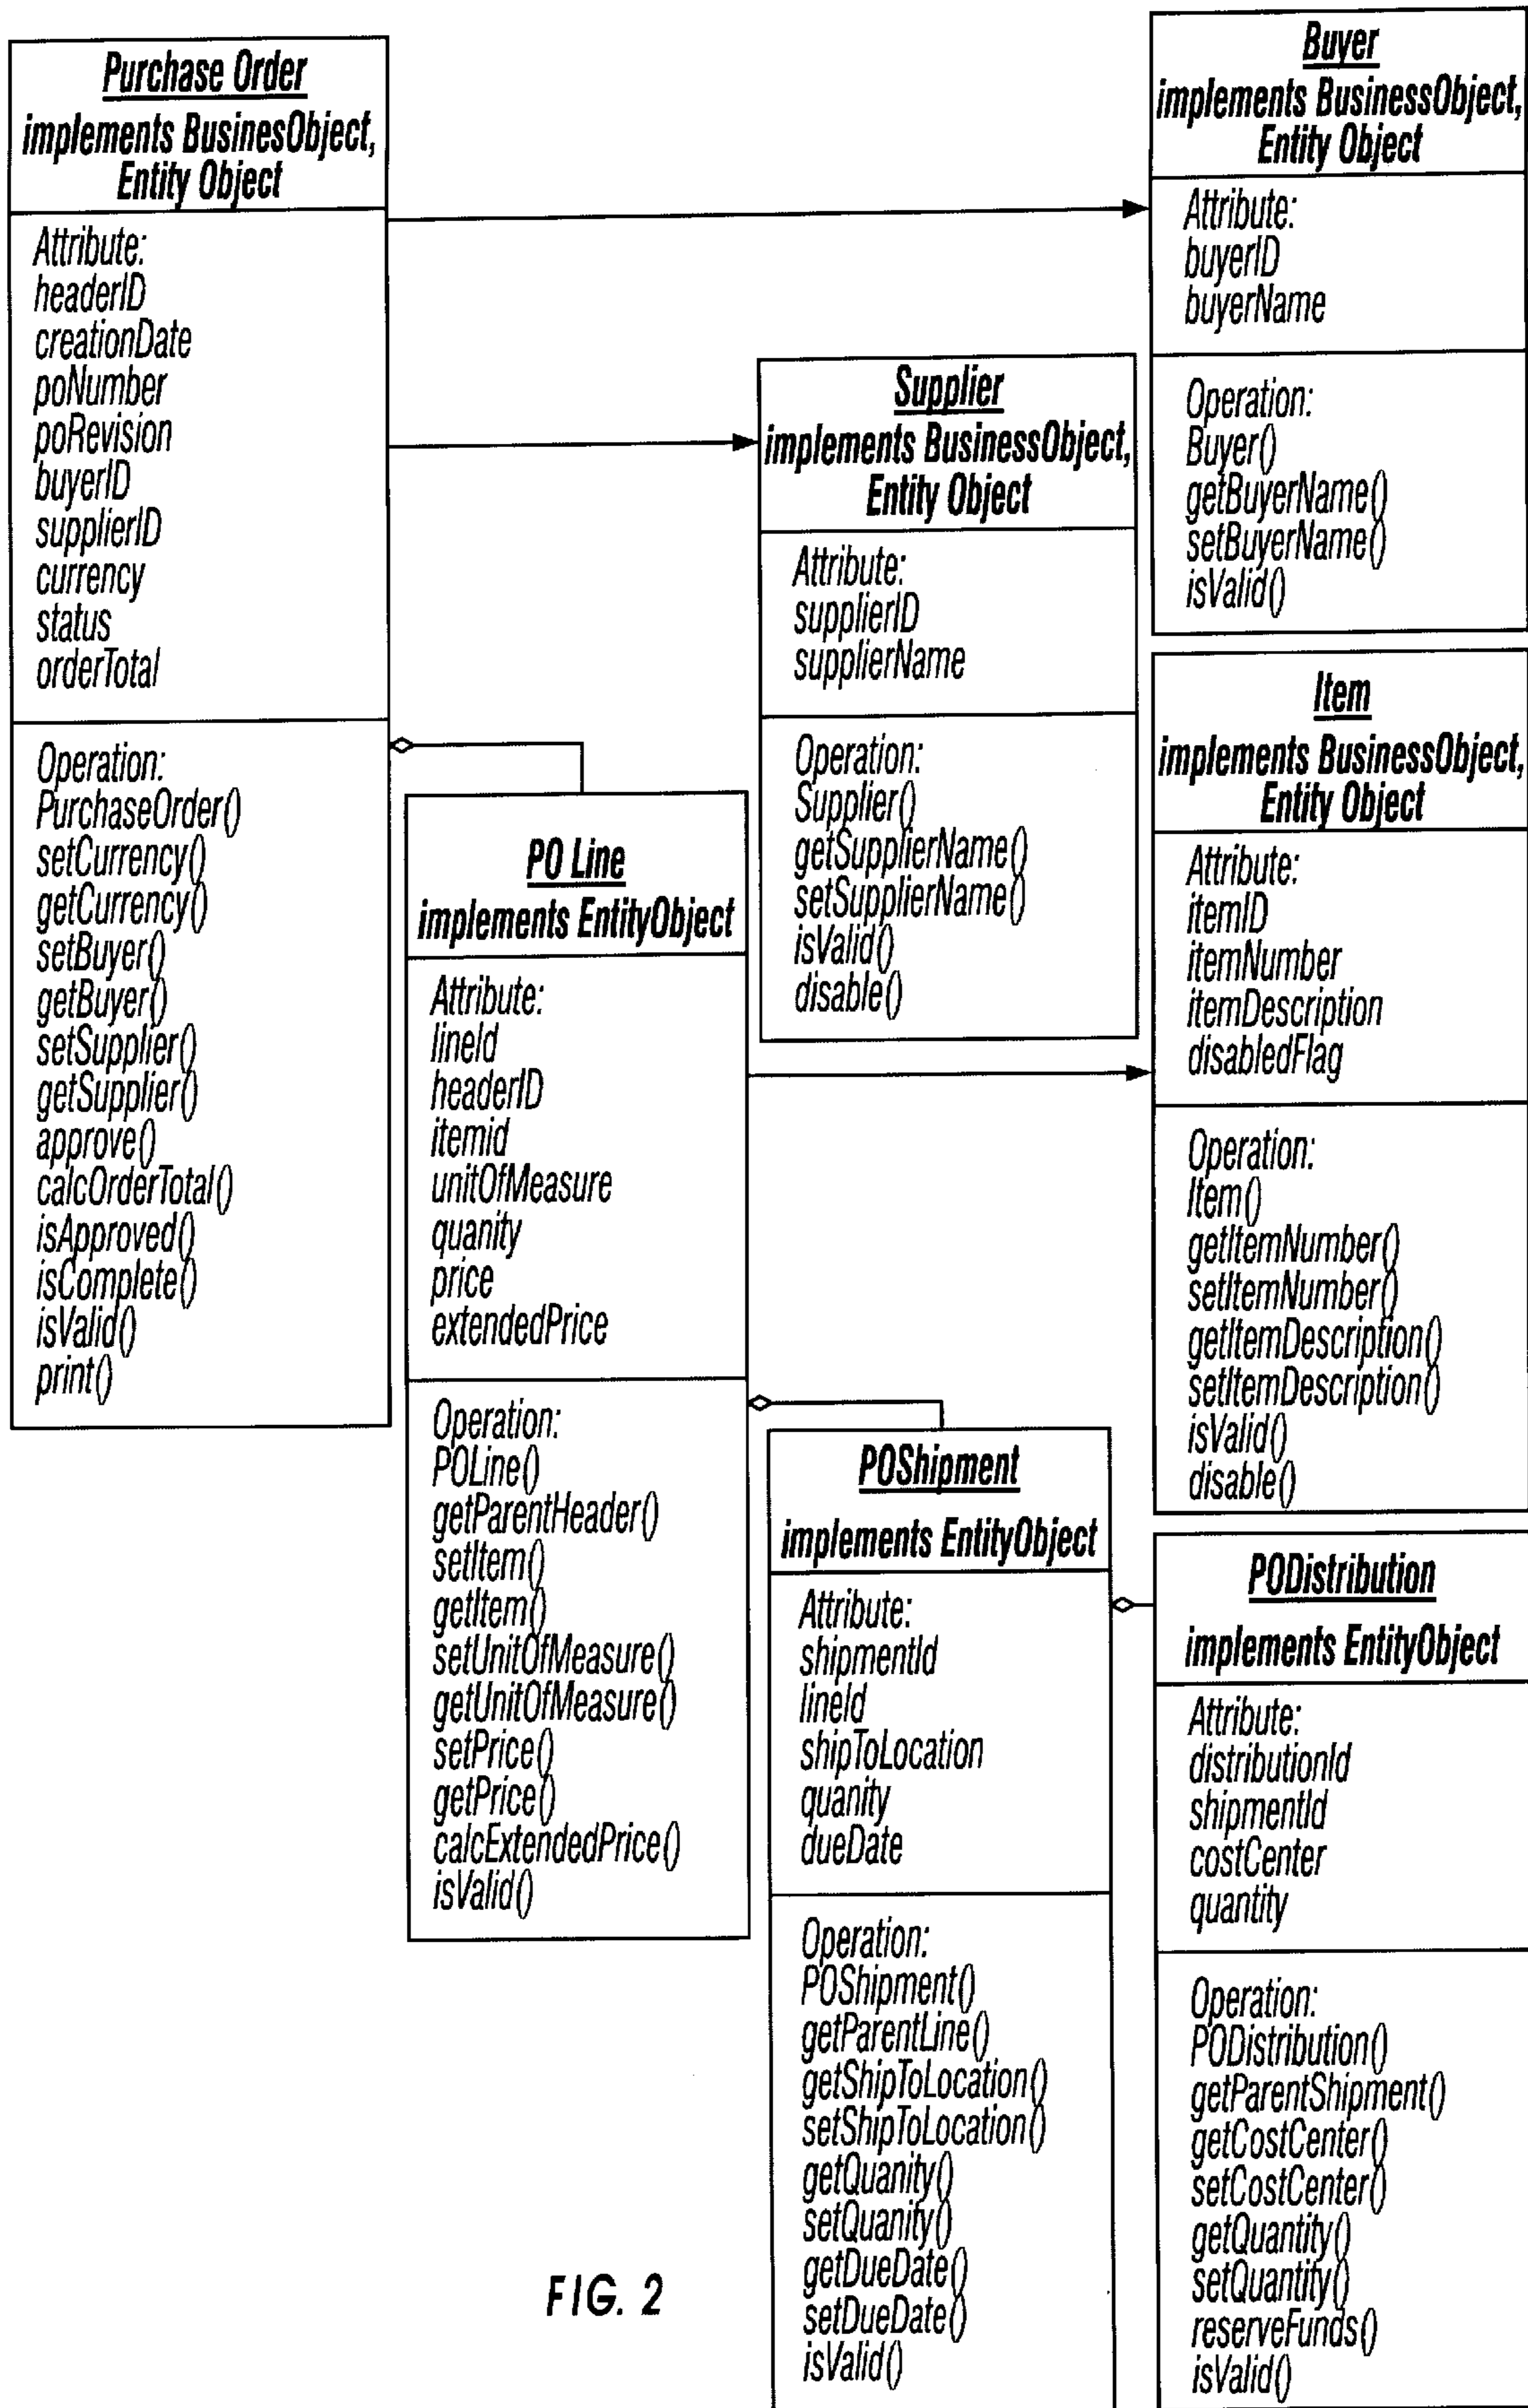 Purchase Order
implements BusinesObject,
Entity Object
Attribute:
headerID
creationDate
poNumber
poRevision
buyerID
supplierID
currency
status
orderTotal
Operation:
PurchaseOrder()
setCurrency()
getCurrency()
setBuyer()
getBuyer()
setSupplier()
getSupplier()
approve()
calcOrderTotal()
isApproved()
isComplete()
isValid()
print()
PO Line
implements EntityObject
Attribute:
lineId
headerID
itemid
unitOfMeasure
quanity
price
extendedPrice
Operation:
POLine()
getParentHeader()
setItem()
getItem()
setUnitOfMeasure()
getUnitOfMeasure()
setPrice()
getPrice()
calcExtendedPrice()
isValid()
Supplier
implements BusinessObject,
Entity Object
Attribute:
supplierID
supplierName
Operation:
Supplier()
getSupplierName()
setSupplierName()
isValid()
disable()
POShipment
implements EntityObject
Attribute:
shipmentId
lineId
shipToLocation
quanity
dueDate
Operation:
POShipment()
getParentLine()
getShipToLocation()
setShipToLocation()
getQuanity()
setQuanity()
getDueDate()
setDueDate()
isValid()
Buyer
implements BusinessObject,
Entity Object
Attribute:
buyerID
buyerName
Operation:
Buyer()
getBuyerName()
setBuyerName()
isValid()
Item
implements BusinessObject,
Entity Object
Attribute:
itemID
itemNumber
itemDescription
disabledFlag
Operation:
Item()
getItemNumber()
setItemNumber()
getItemDescription()
setItemDescription()
isValid()
disable()
PODistribution
implements EntityObject
Attribute:
distributionId
shipmentId
costCenter
quantity
Operation:
PODistribution()
getParentShipment()
getCostCenter()
setCostCenter()
getQuantity()
setQuantity()
reserveFunds()
isValid()
FIG. 2